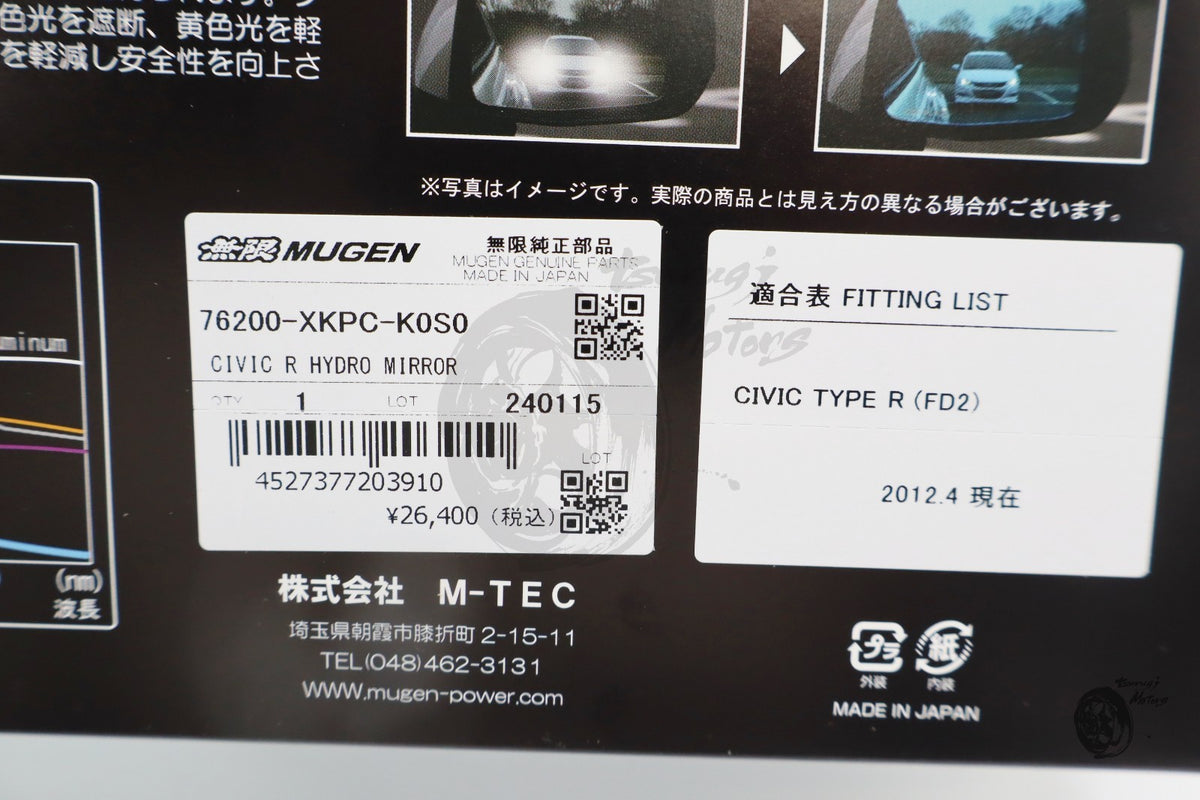 色光を遮断、黄色光を軽
を軽減し安全性を向上さ
※写真はイメージです。実際の商品とは見え方の異なる場合がございます。
無限 MUGEN
無限純正部品
MUGEN GENUINE PARTS
MADE IN JAPAN
76200-XKPC-K0S0
CIVIC R HYDRO MIRROR
QTY 1 LOT 240115
4527377203910
LOT
¥26,400 (税込)
適合表 FITTING LIST
CIVIC TYPE R (FD2)
2012.4 現在
(nm)
波長
株式会社 M-TEC
埼玉県朝霞市膝折町 2-15-11
TEL(048)462-3131
WWW.mugen-power.com
プラ 紙
外装 内装
MADE IN JAPAN
Tsurugi
Motors
Tsurugi
Motors